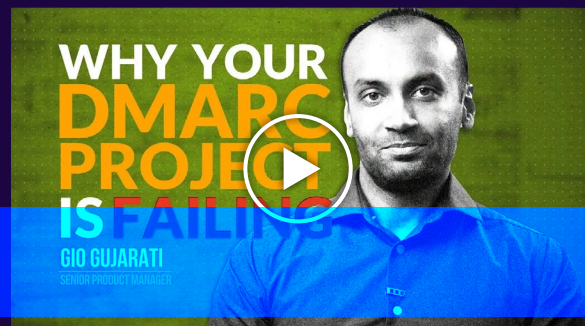 WHY YOUR
DMARC
PROJECT
IS FAILING
GIO GUJARATI
SENIOR PRODUCT MANAGER